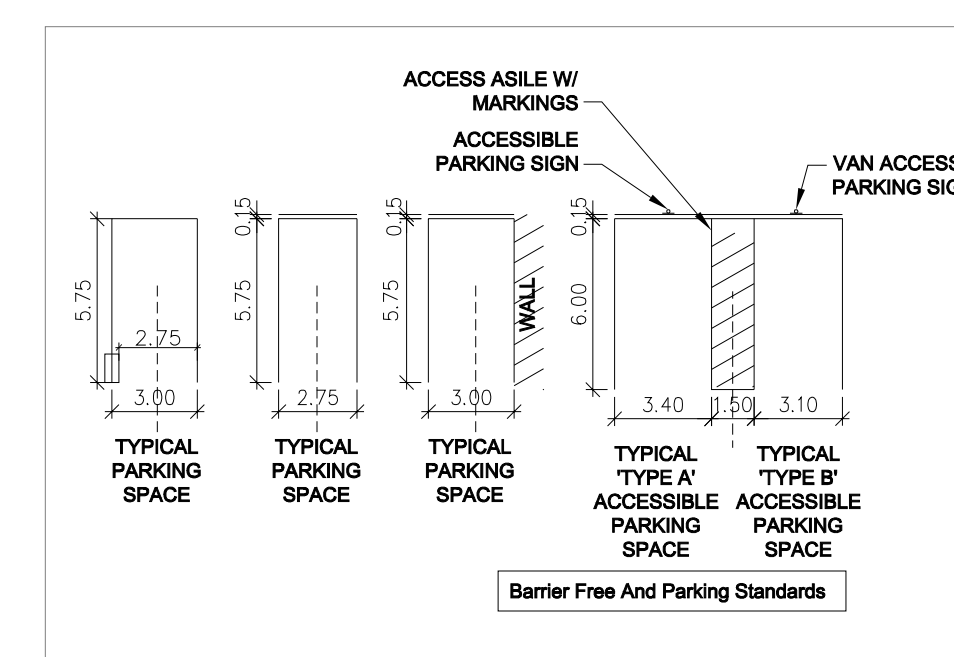 ACCESS ASILE W/
MARKINGS
ACCESSIBLE
PARKING SIGN
VAN ACCESS
PARKING SIG
0.15
0.15
0.15
5.75
5.75
5.75
6.00
WALL
2.75
3.00
2.75
3.00
3.40
1.50
3.10
TYPICAL
PARKING
SPACE
TYPICAL
PARKING
SPACE
TYPICAL
PARKING
SPACE
TYPICAL
'TYPE A'
ACCESSIBLE
PARKING
SPACE
TYPICAL
'TYPE B'
ACCESSIBLE
PARKING
SPACE
Barrier Free And Parking Standards